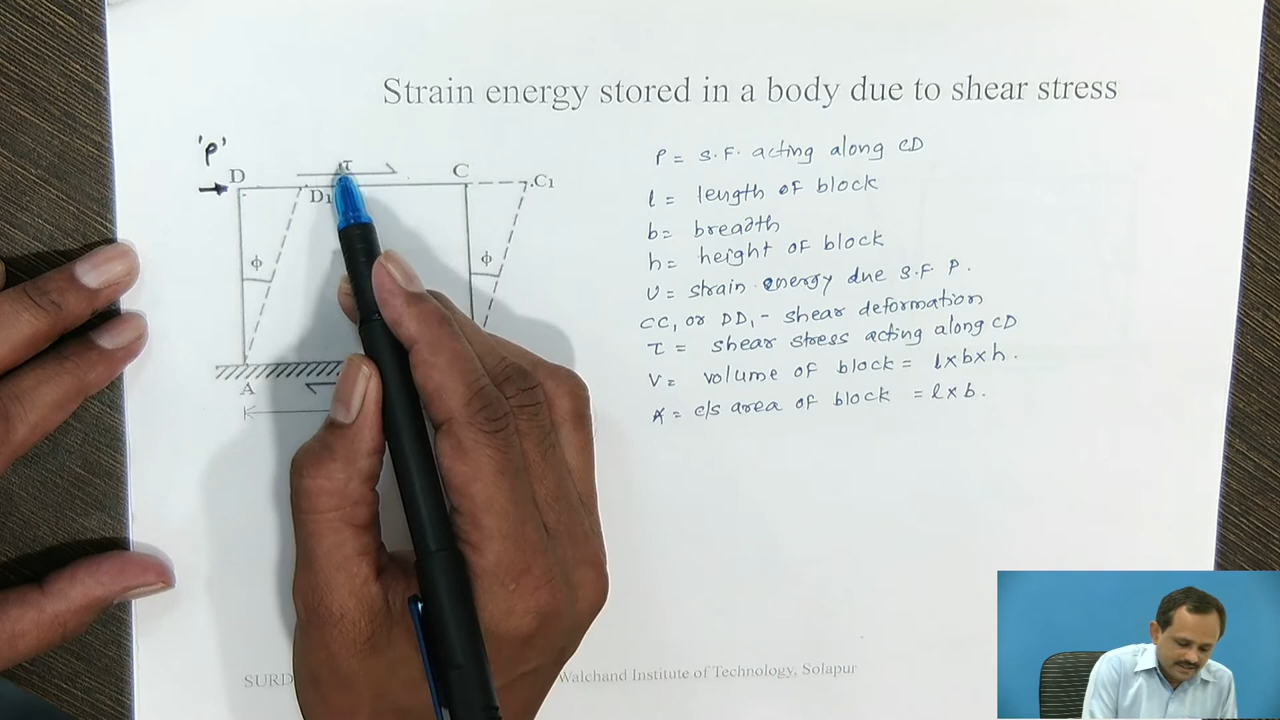 Strain energy stored in a body due to shear stress
'P'
D
τ
C
C1
D1
ϕ
ϕ
A
P = S.F. acting along CD
l = length of block
b = breadth
h = height of block
U = strain energy due S.F P.
CC, or DD, - shear deformation
τ = shear stress acting along CD
V = volume of block = l×b×h.
A = c/s area of block = l×b.
SURD
Walchand Institute of Technology, Solapur